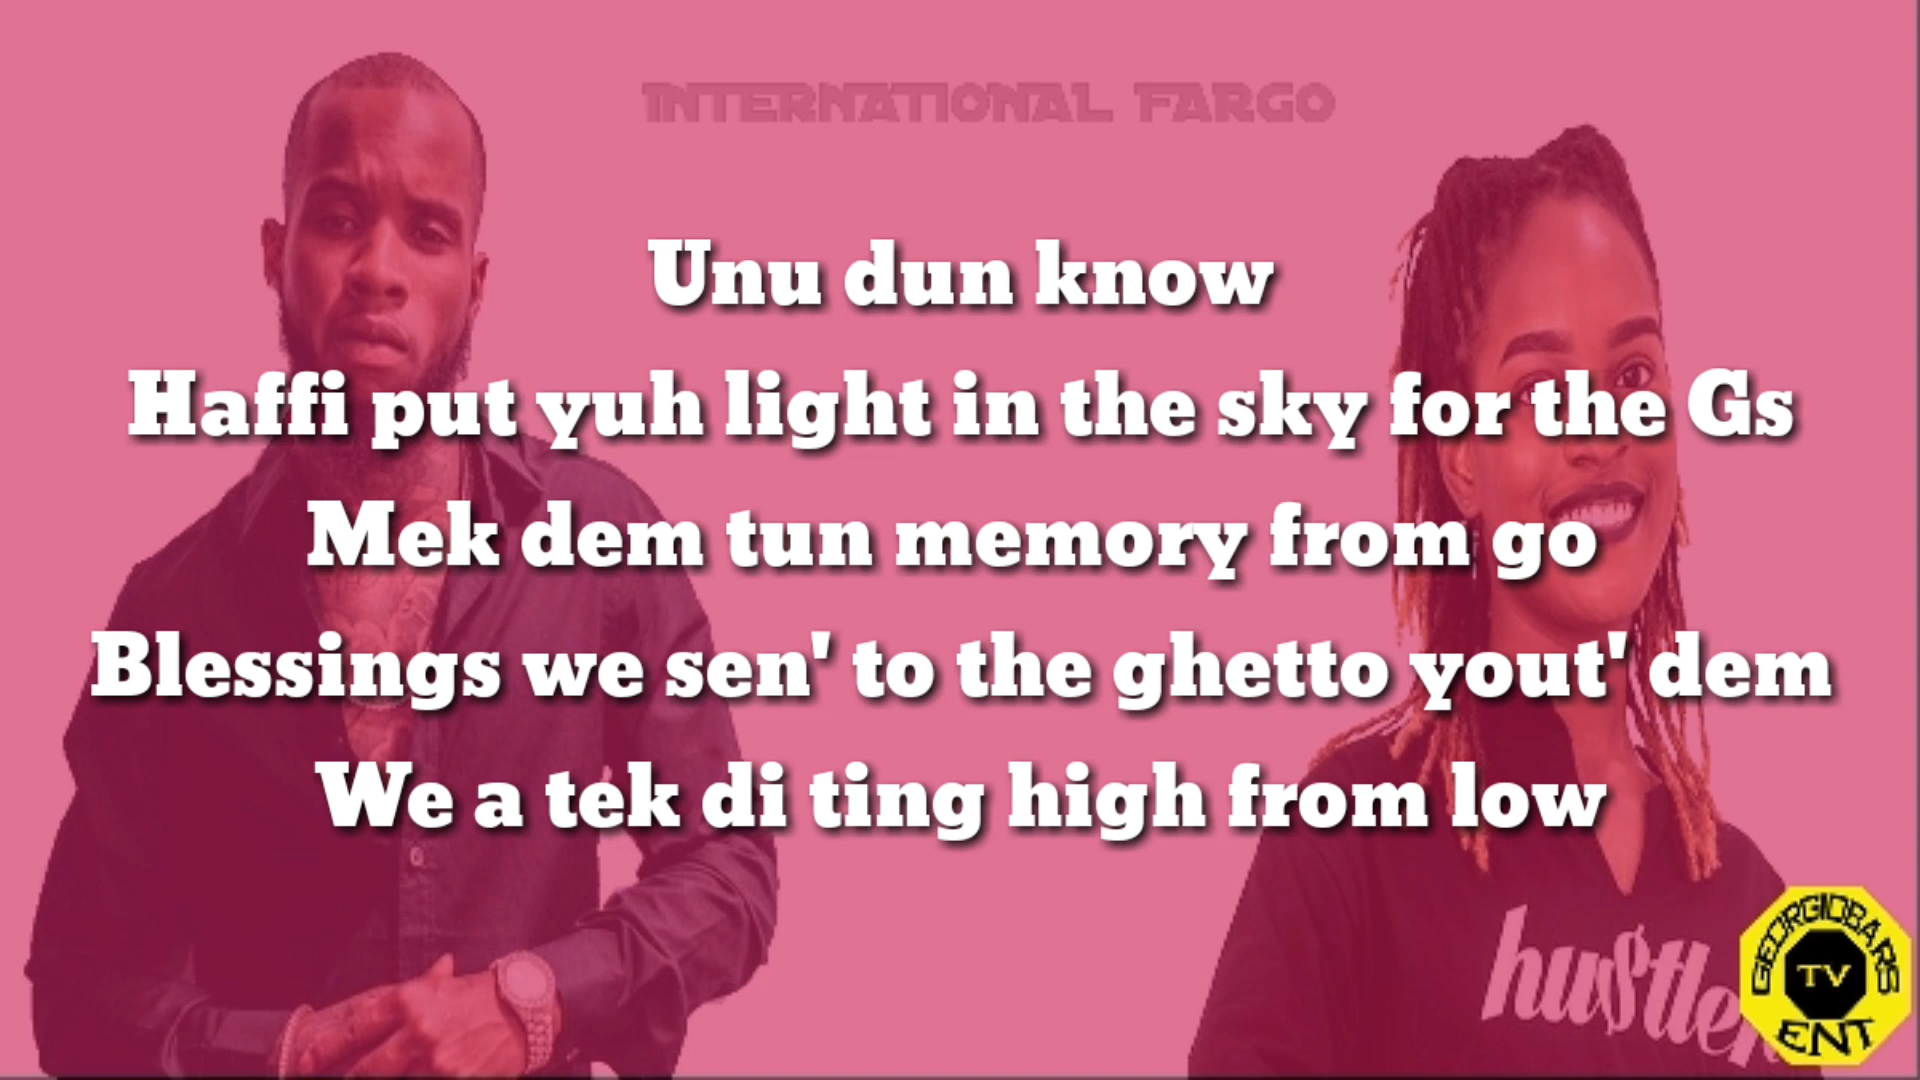 INTERNATIONAL FARGO
Unu dun know
Haffi put yuh light in the sky for the Gs
Mek dem tun memory from go
Blessings we sen' to the ghetto yout' dem
We a tek di ting high from low
hu$tler
GEORGIOBARS
TV
ENT